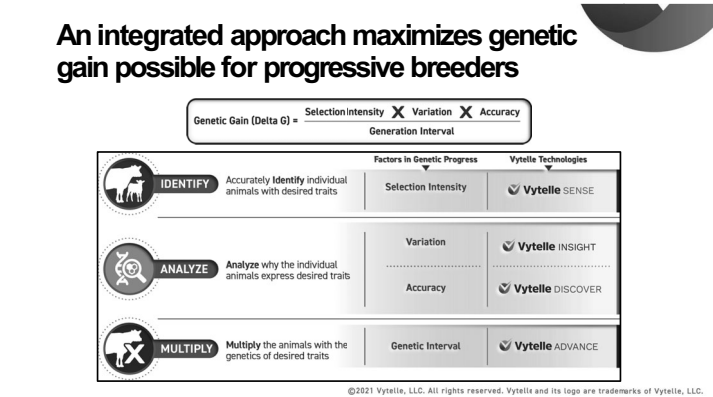 An integrated approach maximizes genetic
gain possible for progressive breeders
Genetic Gain (Delta G) = Selection Intensity X Variation X Accuracy
Generation Interval
Factors in Genetic Progress Vytelle Technologies
IDENTIFY Accurately Identify individual
animals with desired traits
Selection Intensity Vytelle SENSE
ANALYZE Analyze why the individual
animals express desired traits
Variation Vytelle INSIGHT
Accuracy Vytelle DISCOVER
MULTIPLY Multiply the animals with the
genetics of desired traits
Genetic Interval Vytelle ADVANCE
©2021 Vytelle, LLC. All rights reserved. Vytelle and its logo are trademarks of Vytelle, LLC.